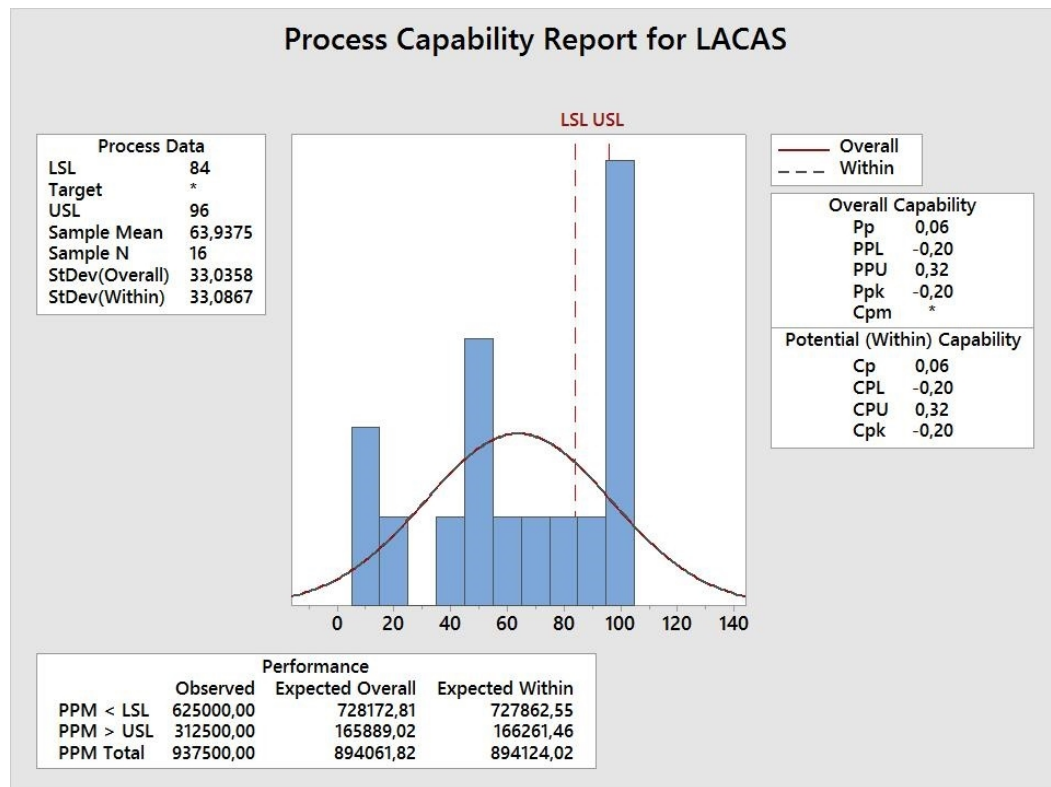 Process Capability Report for LACAS
LSL USL
Process Data
LSL 84
Target *
USL 96
Sample Mean 63,9375
Sample N 16
StDev(Overall) 33,0358
StDev(Within) 33,0867
Overall
Within
Overall Capability
Pp 0,06
PPL -0,20
PPU 0,32
Ppk -0,20
Cpm *
Potential (Within) Capability
Cp 0,06
CPL -0,20
CPU 0,32
Cpk -0,20
0 20 40 60 80 100 120 140
Performance
Observed Expected Overall Expected Within
PPM < LSL 625000,00 728172,81 727862,55
PPM > USL 312500,00 165889,02 166261,46
PPM Total 937500,00 894061,82 894124,02